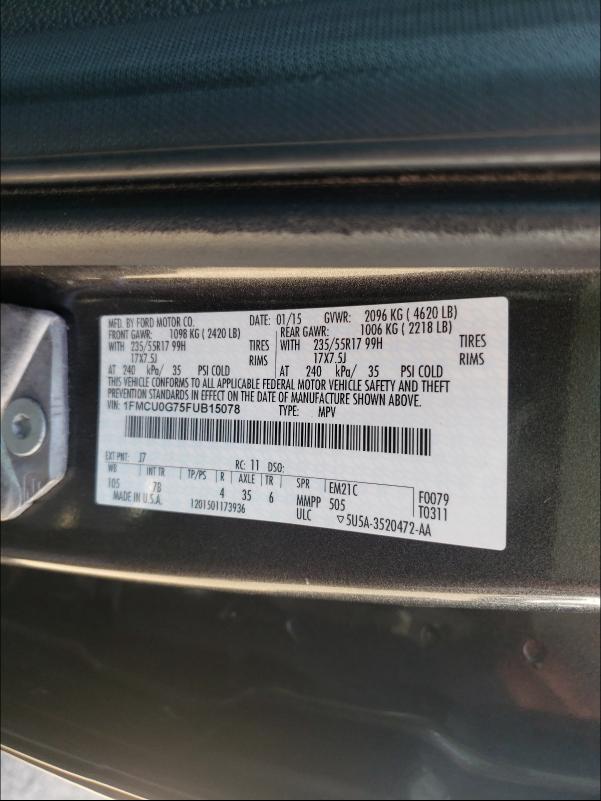 MFD. BY FORD MOTOR CO. DATE: 01/15 GVWR: 2096 KG ( 4620 LB)
FRONT GAWR: 1098 KG ( 2420 LB) REAR GAWR: 1006 KG ( 2218 LB)
WITH 235/55R17 99H TIRES WITH 235/55R17 99H TIRES
17X7.5J RIMS 17X7.5J RIMS
AT 240 kPa/ 35 PSI COLD AT 240 kPa/ 35 PSI COLD
THIS VEHICLE CONFORMS TO ALL APPLICABLE FEDERAL MOTOR VEHICLE SAFETY AND THEFT
PREVENTION STANDARDS IN EFFECT ON THE DATE OF MANUFACTURE SHOWN ABOVE.
VIN: 1FMCU0G75FUB15078 TYPE: MPV
EXT PNT: J7 RC: 11 DSO:
WB INT TR TP/PS R AXLE TR SPR EM21C F0079
105 7B 4 35 6 MMPP 505 T0311
MADE IN U.S.A. 1201501173936 ULC ▽5U5A-3520472-AA